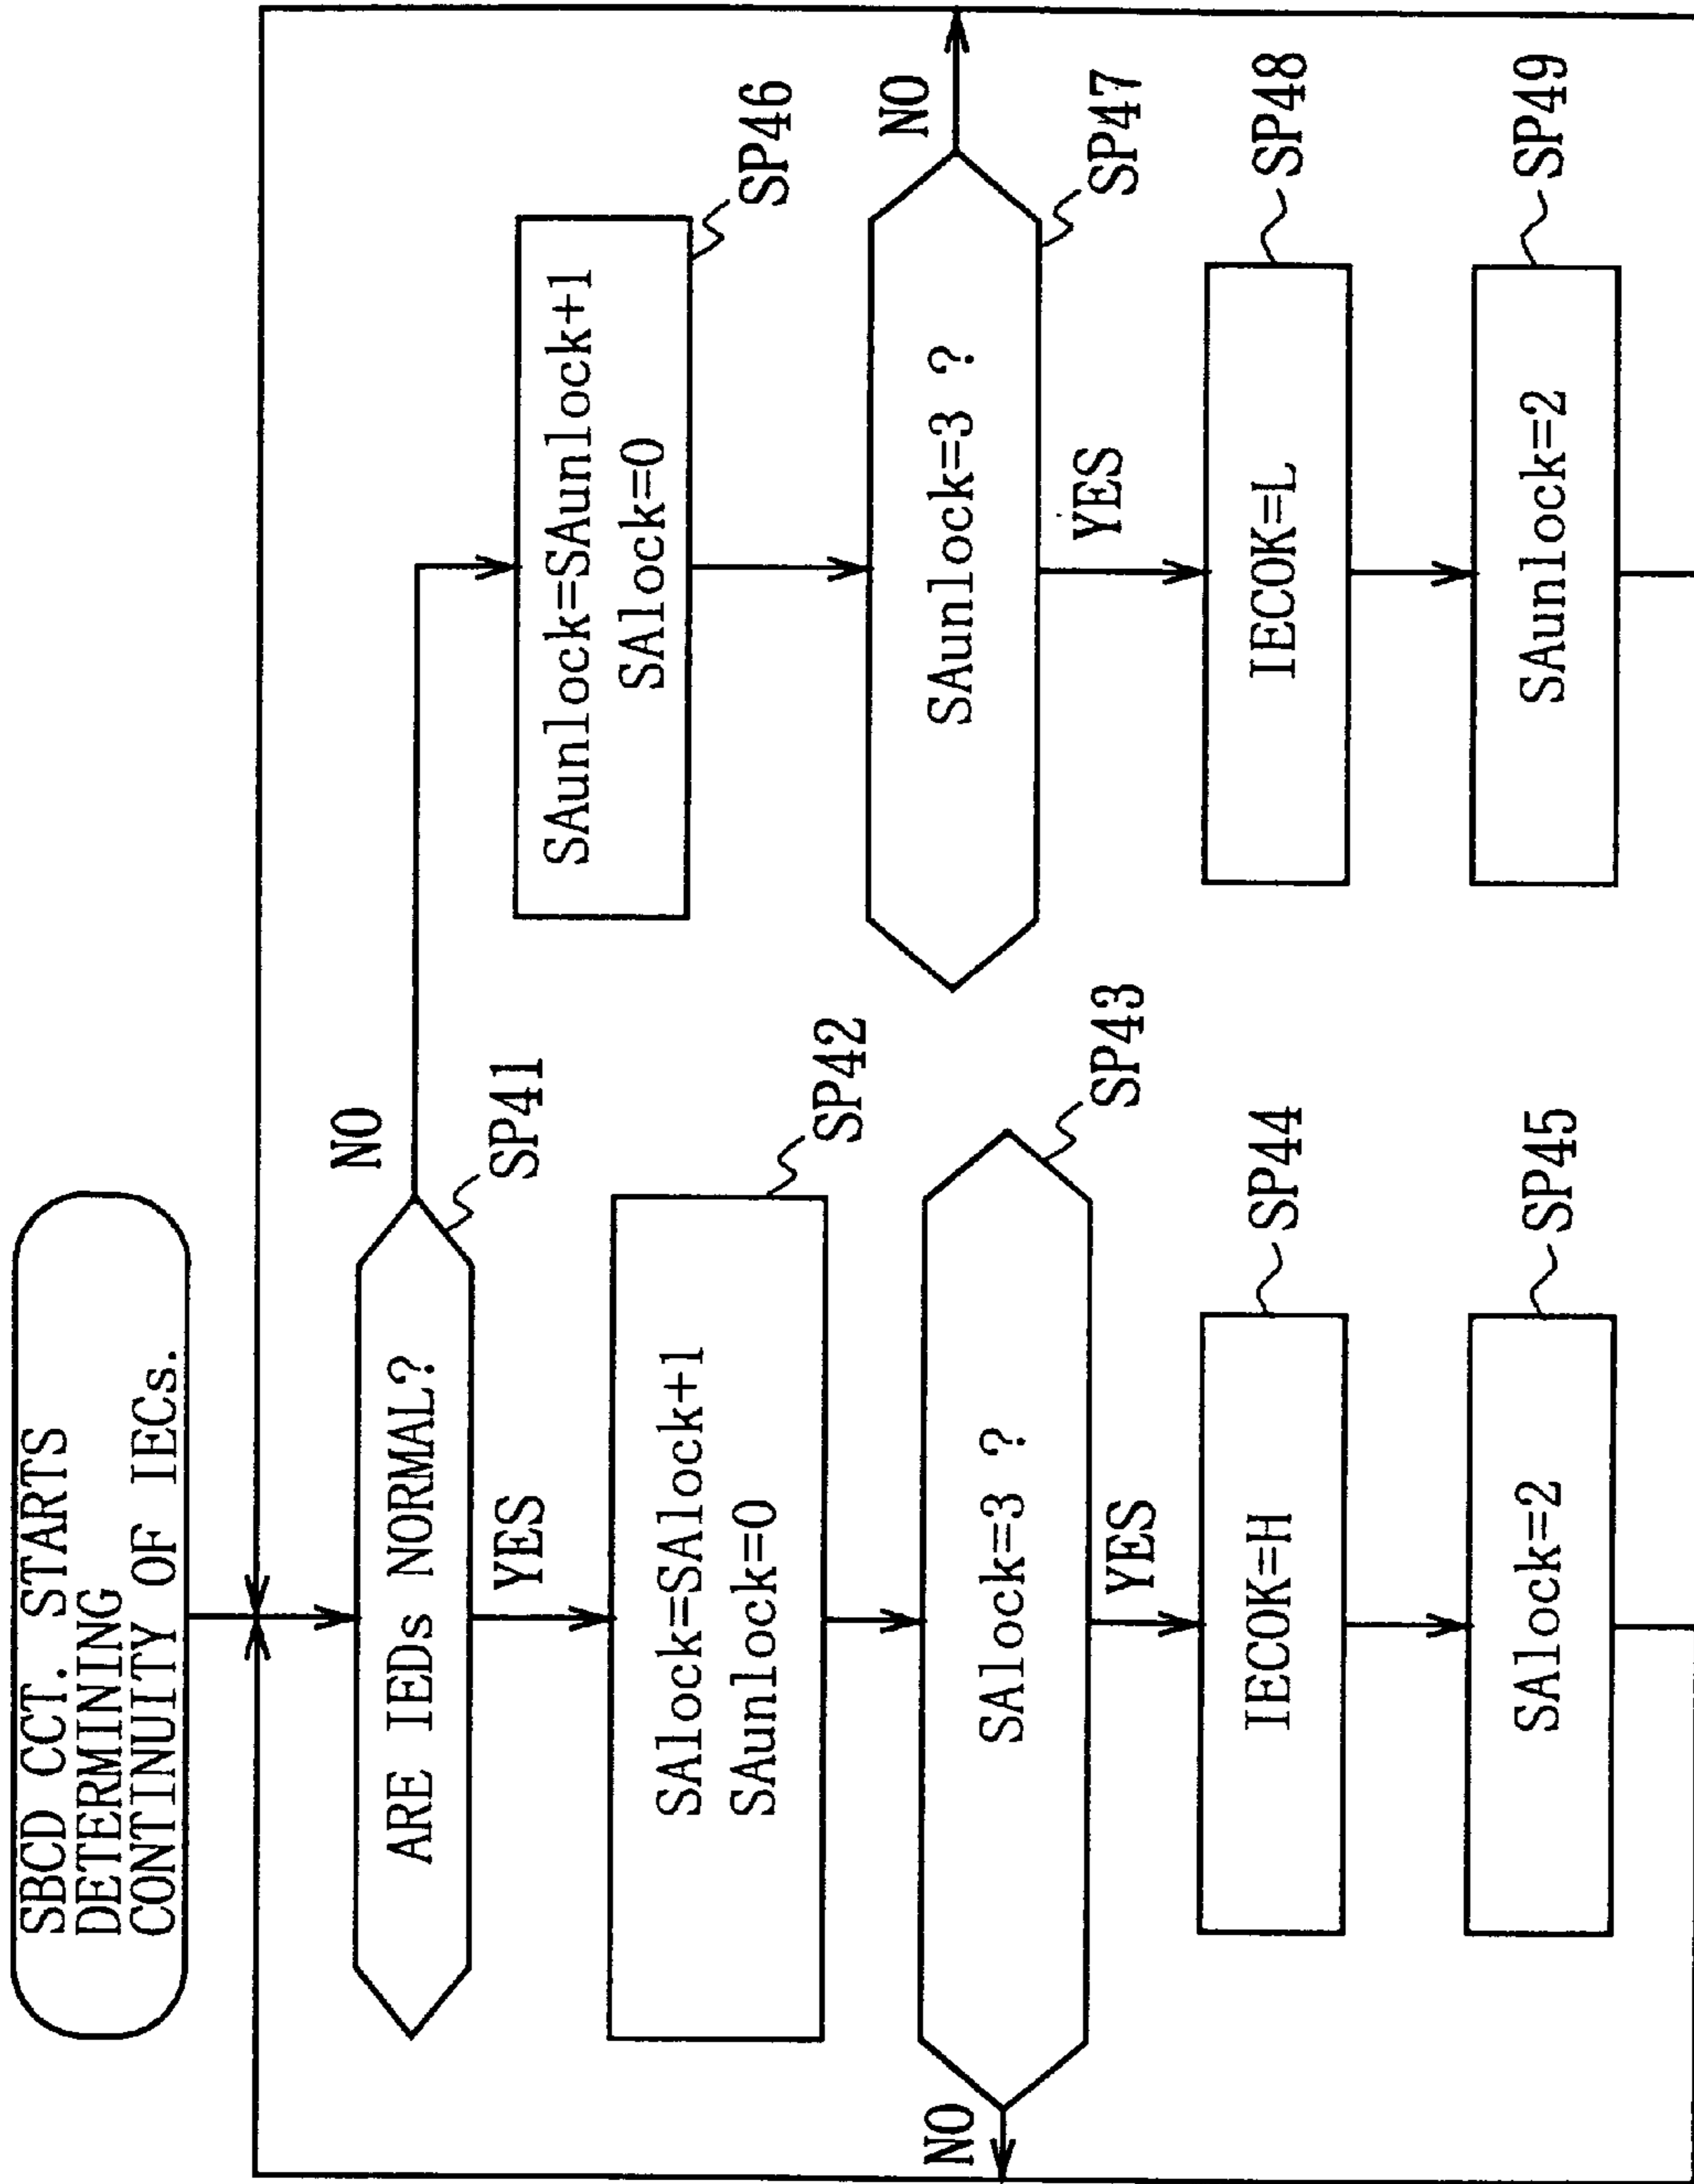 SBCD CCT. STARTS
DETERMINING
CONTINUITY OF IECs.
ARE IEDs NORMAL?
NO
SP41
YES
SAlock=SAlock+1
SAunlock=0
SP42
SAlock=3 ?
SP43
NO
YES
IECOK=H
SP44
SAlock=2
SP45
SAunlock=SAunlock+1
SAlock=0
SP46
SAunlock=3 ?
NO
SP47
YES
IECOK=L
SP48
SAunlock=2
SP49